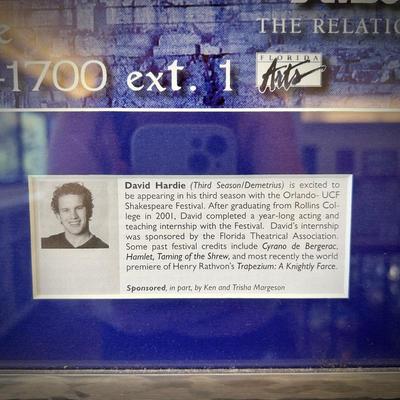 THE RELATIO
-1700 ext. 1
FLORIDA
Arts
David Hardie (Third Season/Demetrius) is excited to
be appearing in his third season with the Orlando- UCF
Shakespeare Festival. After graduating from Rollins Col-
lege in 2001, David completed a year-long acting and
teaching internship with the Festival. David's internship
was sponsored by the Florida Theatrical Association.
Some past festival credits include Cyrano de Bergerac,
Hamlet, Taming of the Shrew, and most recently the world
premiere of Henry Rathvon's Trapezium: A Knightly Farce.
Sponsored, in part, by Ken and Trisha Margeson